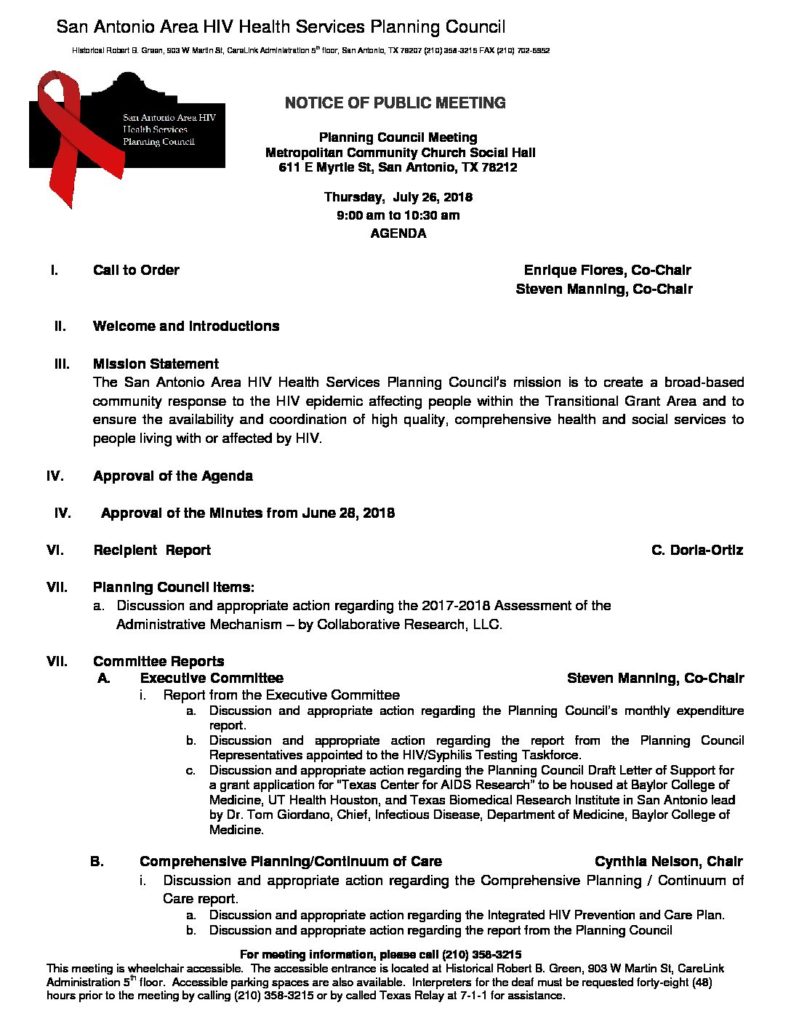 San Antonio Area HIV Health Services Planning Council
Historical Robert B. Green, 903 W Martin St, CareLink Administration 5th floor, San Antonio, TX 78207 (210) 358-3215 FAX (210) 702-6952
San Antonio Area HIV
Health Services
Planning Council
NOTICE OF PUBLIC MEETING
Planning Council Meeting
Metropolitan Community Church Social Hall
611 E Myrtle St, San Antonio, TX 78212
Thursday, July 26, 2018
9:00 am to 10:30 am
AGENDA
I. Call to Order Enrique Flores, Co-Chair
Steven Manning, Co-Chair
II. Welcome and Introductions
III. Mission Statement
The San Antonio Area HIV Health Services Planning Council's mission is to create a broad-based
community response to the HIV epidemic affecting people within the Transitional Grant Area and to
ensure the availability and coordination of high quality, comprehensive health and social services to
people living with or affected by HIV.
IV. Approval of the Agenda
IV. Approval of the Minutes from June 28, 2018
VI. Recipient Report C. Doria-Ortiz
VII. Planning Council Items:
a. Discussion and appropriate action regarding the 2017-2018 Assessment of the
Administrative Mechanism – by Collaborative Research, LLC.
VII. Committee Reports
A. Executive Committee Steven Manning, Co-Chair
i. Report from the Executive Committee
a. Discussion and appropriate action regarding the Planning Council's monthly expenditure
report.
b. Discussion and appropriate action regarding the report from the Planning Council
Representatives appointed to the HIV/Syphilis Testing Taskforce.
c. Discussion and appropriate action regarding the Planning Council Draft Letter of Support for
a grant application for "Texas Center for AIDS Research" to be housed at Baylor College of
Medicine, UT Health Houston, and Texas Biomedical Research Institute in San Antonio lead
by Dr. Tom Giordano, Chief, Infectious Disease, Department of Medicine, Baylor College of
Medicine.
B. Comprehensive Planning/Continuum of Care Cynthia Nelson, Chair
i. Discussion and appropriate action regarding the Comprehensive Planning / Continuum of
Care report.
a. Discussion and appropriate action regarding the Integrated HIV Prevention and Care Plan.
b. Discussion and appropriate action regarding the report from the Planning Council
For meeting information, please call (210) 358-3215
This meeting is wheelchair accessible. The accessible entrance is located at Historical Robert B. Green, 903 W Martin St, CareLink
Administration 5th floor. Accessible parking spaces are also available. Interpreters for the deaf must be requested forty-eight (48)
hours prior to the meeting by calling (210) 358-3215 or by called Texas Relay at 7-1-1 for assistance.